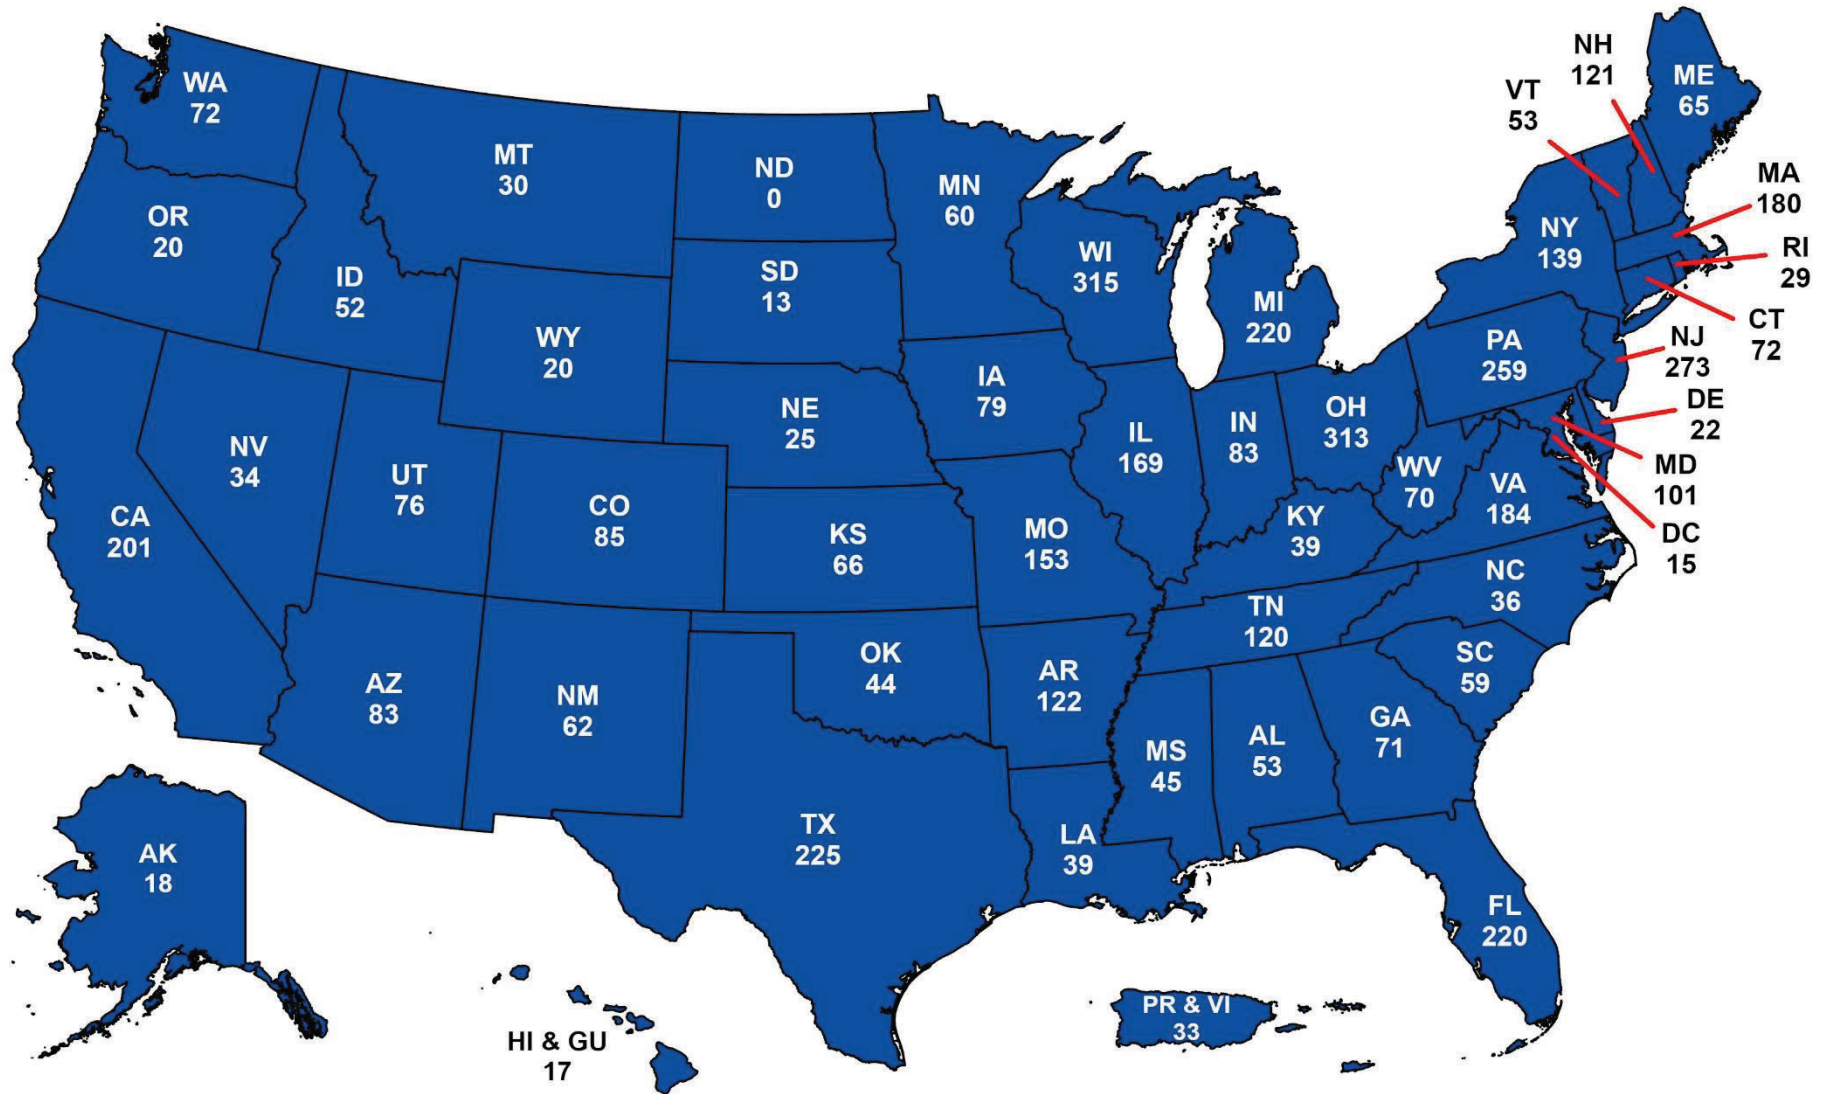 WA
72
OR
20
CA
201
ID
52
NV
34
MT
30
WY
20
UT
76
CO
85
AZ
83
NM
62
ND
0
SD
13
NE
25
KS
66
OK
44
TX
225
MN
60
IA
79
MO
153
AR
122
LA
39
WI
315
IL
169
MI
220
IN
83
OH
313
KY
39
TN
120
MS
45
AL
53
GA
71
FL
220
SC
59
NC
36
VA
184
WV
70
PA
259
NY
139
VT
53
NH
121
ME
65
MA
180
RI
29
CT
72
NJ
273
DE
22
MD
101
DC
15
AK
18
HI & GU
17
PR & VI
33